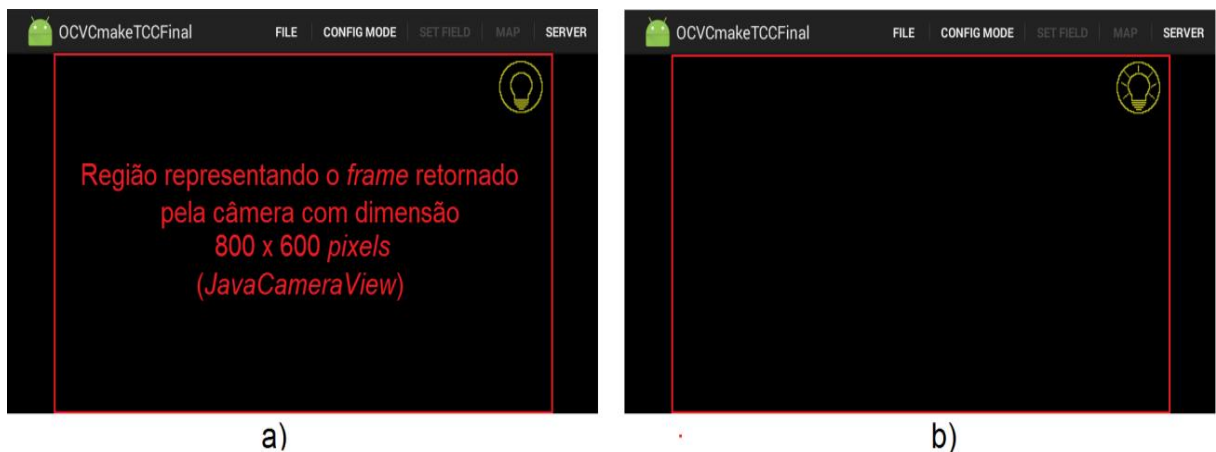 OCVCmakeTCCFinal FILE CONFIG MODE SET FIELD MAP SERVER
Região representando o frame retornado
pela câmera com dimensão
800 x 600 pixels
(JavaCameraView)
a)
OCVCmakeTCCFinal FILE CONFIG MODE SET FIELD MAP SERVER
b)